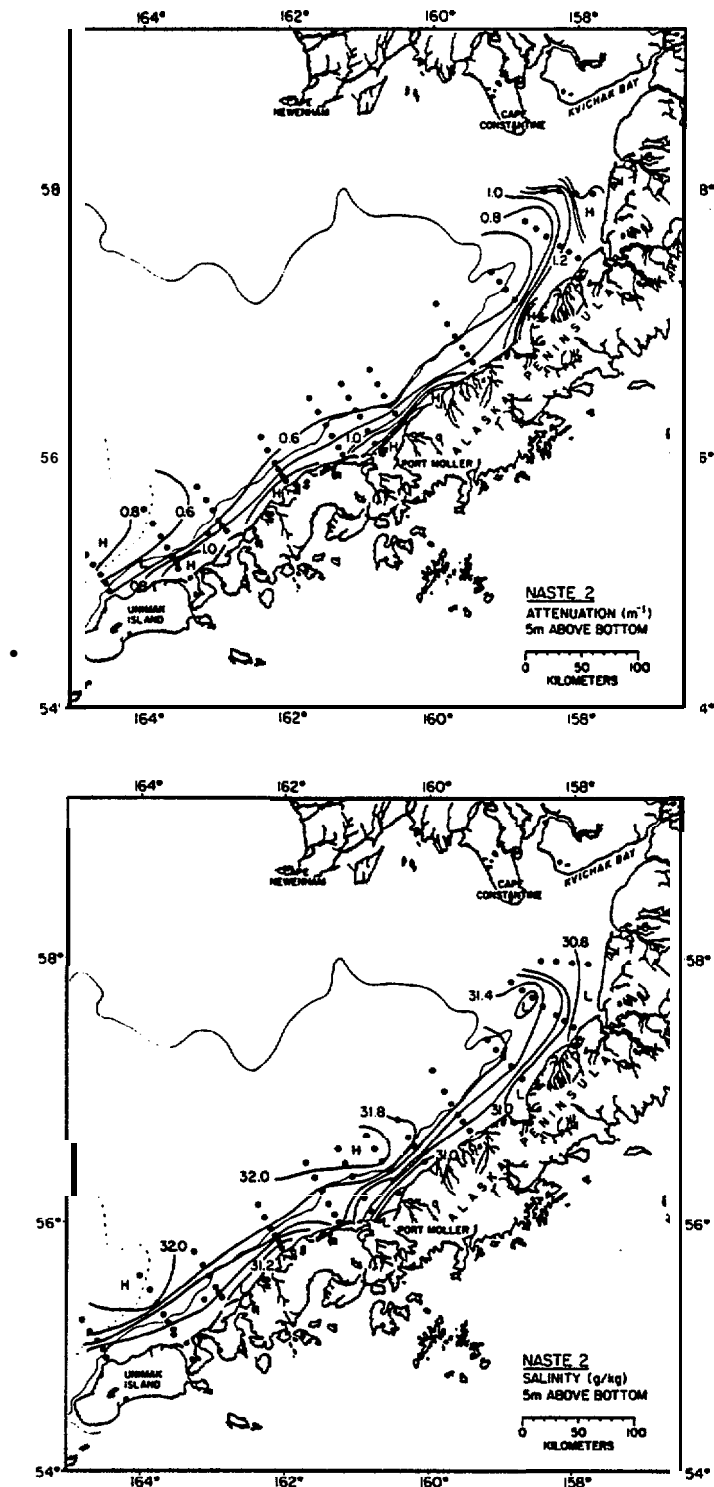 164° 162° 160° 158°
CAPE
NEWENHAM
CAPE
CONSTANTINE
KVICHAK BAY
58
8°
1.0
0.8
H
1.2
H
ALASKA PENINSULA
H
0.6
1.0
H
56
6°
PORT MOLLER
H
0.8
0.6
H
1.0
H
0.8
UNIMAK
ISLAND
NASTE 2
ATTENUATION (m⁻¹)
5m ABOVE BOTTOM
0 50 100
KILOMETERS
54°
4°
164° 162° 160° 158°
164° 162° 160° 158°
CAPE
NEWENHAM
CAPE
CONSTANTINE
KVICHAK BAY
58°
58°
30.8
31.4
L
L
L
31.0
ALASKA PENINSULA
31.8
H
31.0
32.0
56°
56°
PORT MOLLER
32.0
31.2
H
UNIMAK
ISLAND
NASTE 2
SALINITY (g/kg)
5m ABOVE BOTTOM
0 50 100
KILOMETERS
54°
54°
164° 162° 160° 158°